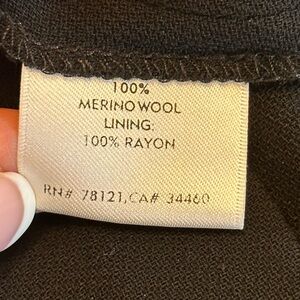 100%
MERINO WOOL
LINING:
100% RAYON
RN# 78121, CA# 34460